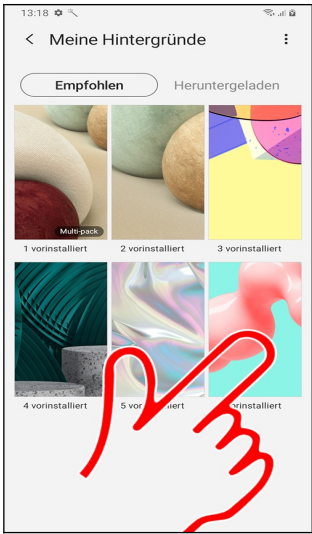 13:18
Meine Hintergründe
Empfohlen Heruntergeladen
Multi-pack
1 vorinstalliert 2 vorinstalliert 3 vorinstalliert
4 vorinstalliert 5 vorinstalliert vorinstalliert